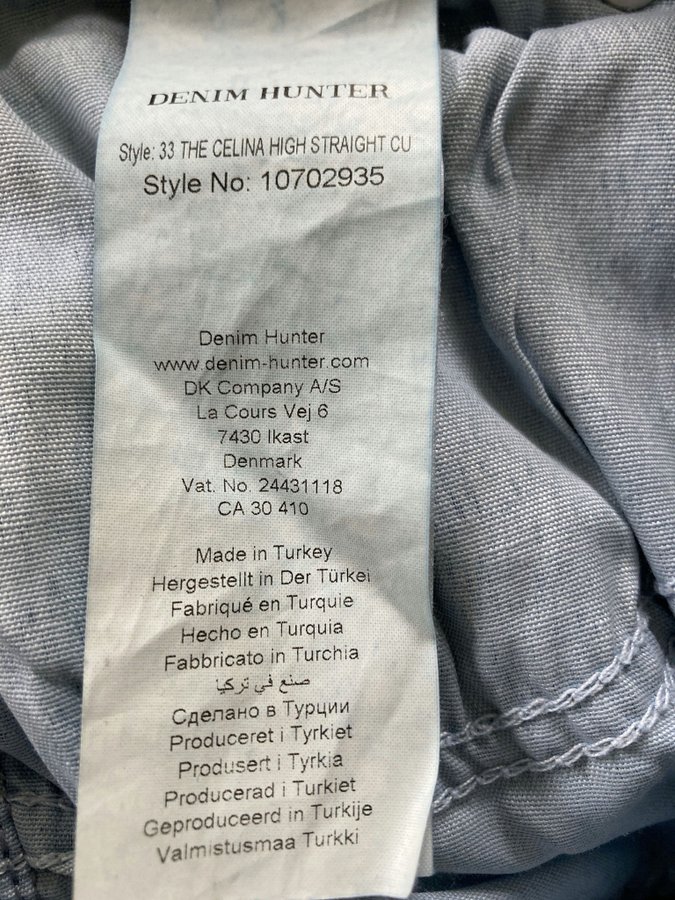 DENIM HUNTER
Style: 33 THE CELINA HIGH STRAIGHT CU
Style No: 10702935
Denim Hunter
www.denim-hunter.com
DK Company A/S
La Cours Vej 6
7430 Ikast
Denmark
Vat. No. 24431118
CA 30 410
Made in Turkey
Hergestellt in Der Türkei
Fabriqué en Turquie
Hecho en Turquia
Fabbricato in Turchia
صنع في تركيا
Сделано в Турции
Produceret i Tyrkiet
Produsert i Tyrkia
Producerad i Turkiet
Geproduceerd in Turkije
Valmistusmaa Turkki